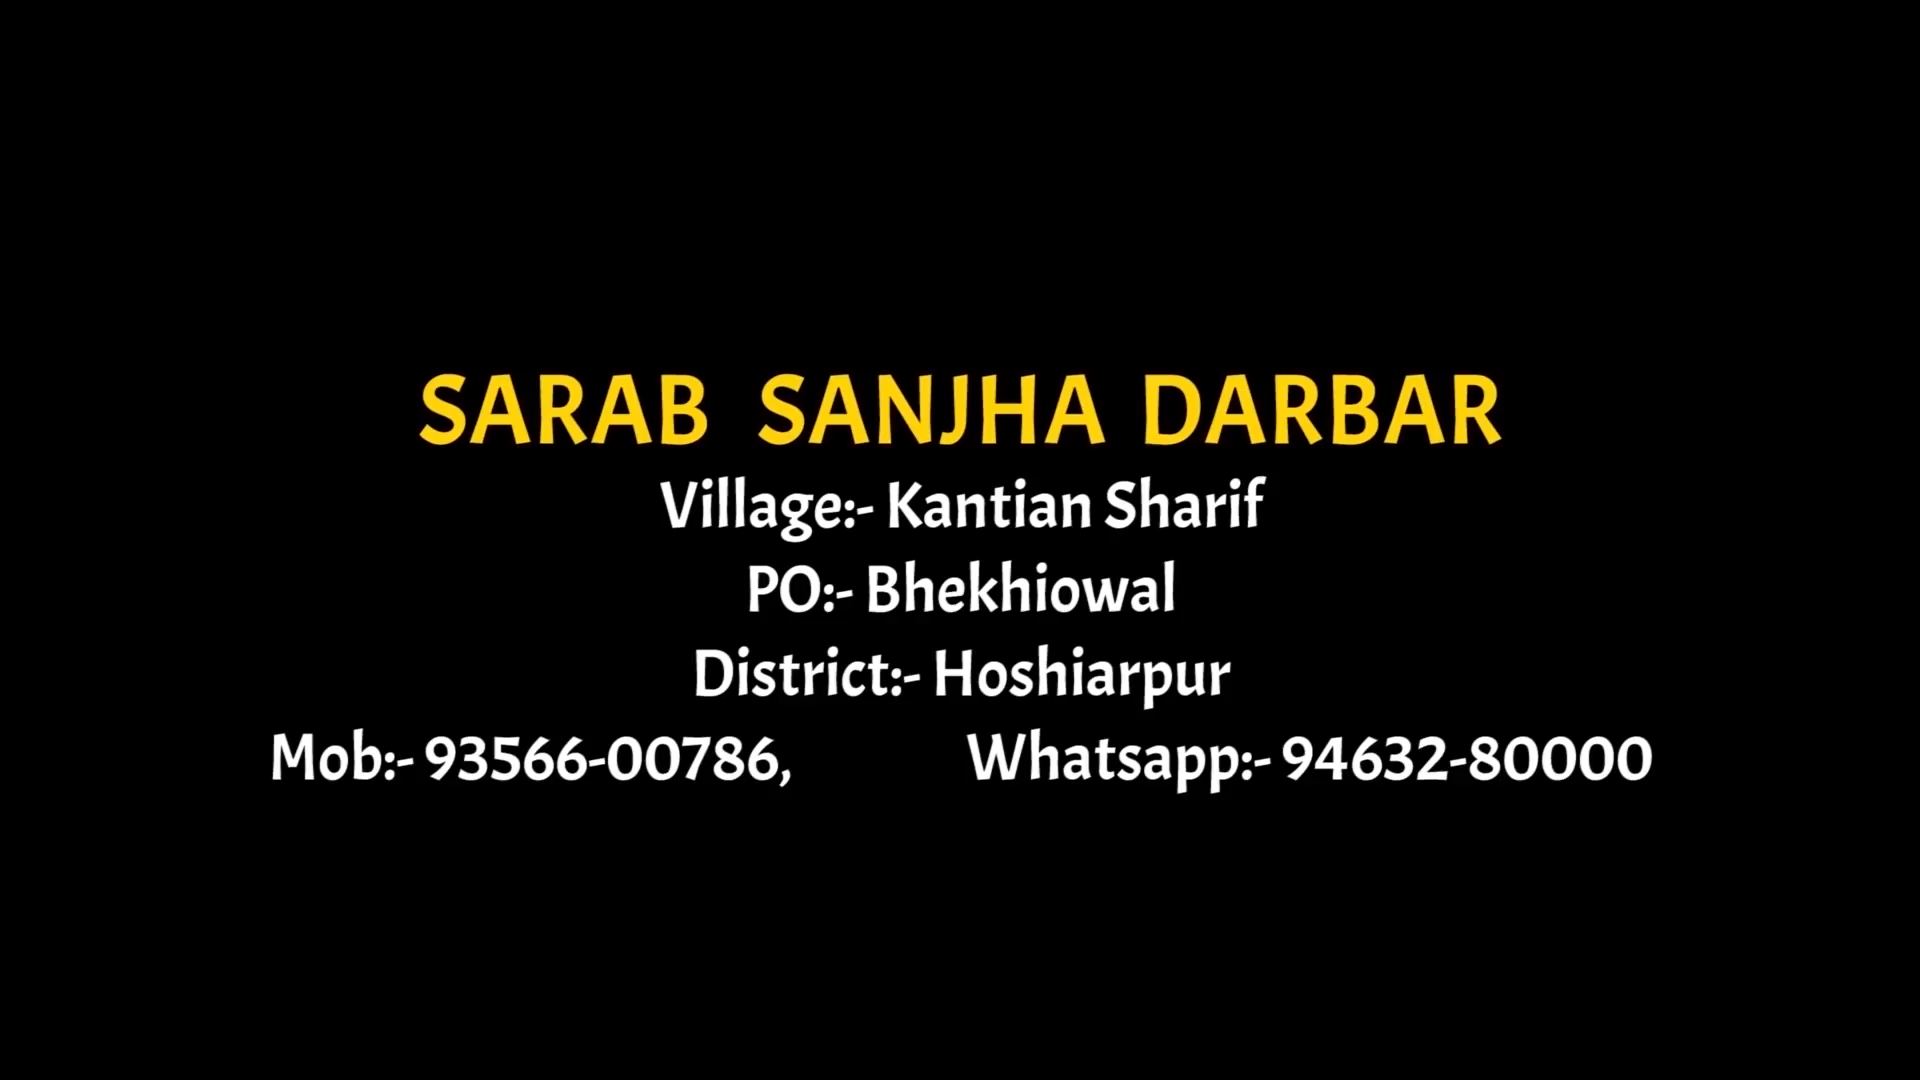 SARAB SANJHA DARBAR
Village:- Kantian Sharif
PO:- Bhekhiowal
District:- Hoshiarpur
Mob:- 93566-00786, Whatsapp:- 94632-80000